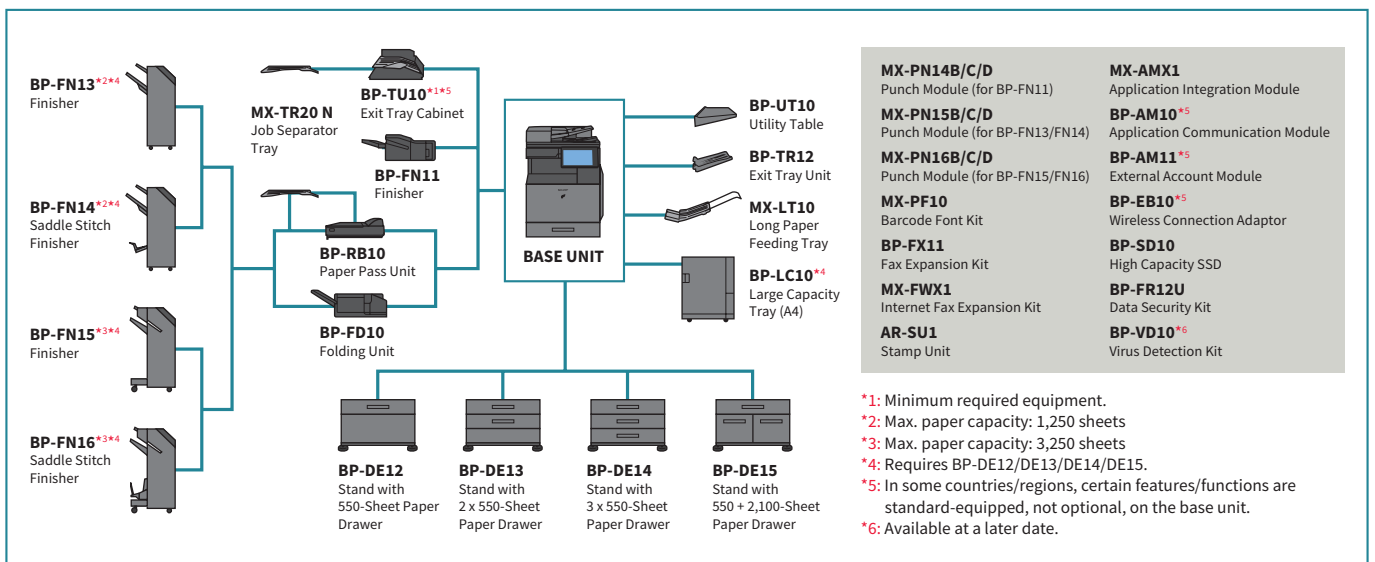 BP-FN13*2*4
Finisher
BP-FN14*2*4
Saddle Stitch
Finisher
BP-FN15*3*4
Finisher
BP-FN16*3*4
Saddle Stitch
Finisher
MX-TR20 N
Job Separator
Tray
BP-TU10*1*5
Exit Tray Cabinet
BP-FN11
Finisher
BP-RB10
Paper Pass Unit
BP-FD10
Folding Unit
BASE UNIT
BP-UT10
Utility Table
BP-TR12
Exit Tray Unit
MX-LT10
Long Paper
Feeding Tray
BP-LC10*4
Large Capacity
Tray (A4)
BP-DE12
Stand with
550-Sheet Paper
Drawer
BP-DE13
Stand with
2 x 550-Sheet
Paper Drawer
BP-DE14
Stand with
3 x 550-Sheet
Paper Drawer
BP-DE15
Stand with
550 + 2,100-Sheet
Paper Drawer
MX-PN14B/C/D
Punch Module (for BP-FN11)
MX-PN15B/C/D
Punch Module (for BP-FN13/FN14)
MX-PN16B/C/D
Punch Module (for BP-FN15/FN16)
MX-PF10
Barcode Font Kit
BP-FX11
Fax Expansion Kit
MX-FWX1
Internet Fax Expansion Kit
AR-SU1
Stamp Unit
MX-AMX1
Application Integration Module
BP-AM10*5
Application Communication Module
BP-AM11*5
External Account Module
BP-EB10*5
Wireless Connection Adaptor
BP-SD10
High Capacity SSD
BP-FR12U
Data Security Kit
BP-VD10*6
Virus Detection Kit
*1: Minimum required equipment.
*2: Max. paper capacity: 1,250 sheets
*3: Max. paper capacity: 3,250 sheets
*4: Requires BP-DE12/DE13/DE14/DE15.
*5: In some countries/regions, certain features/functions are
standard-equipped, not optional, on the base unit.
*6: Available at a later date.